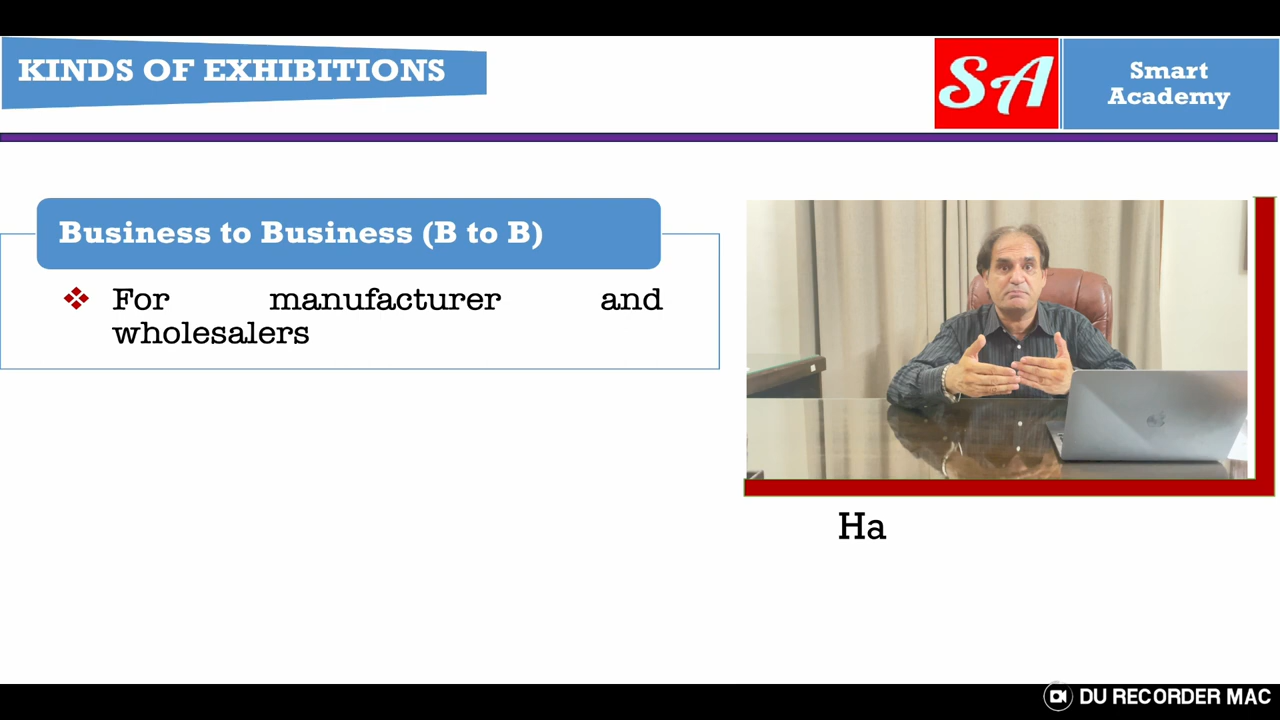 KINDS OF EXHIBITIONS
SA
Smart
Academy
Business to Business (B to B)
For manufacturer and
wholesalers
Ha
DU RECORDER MAC